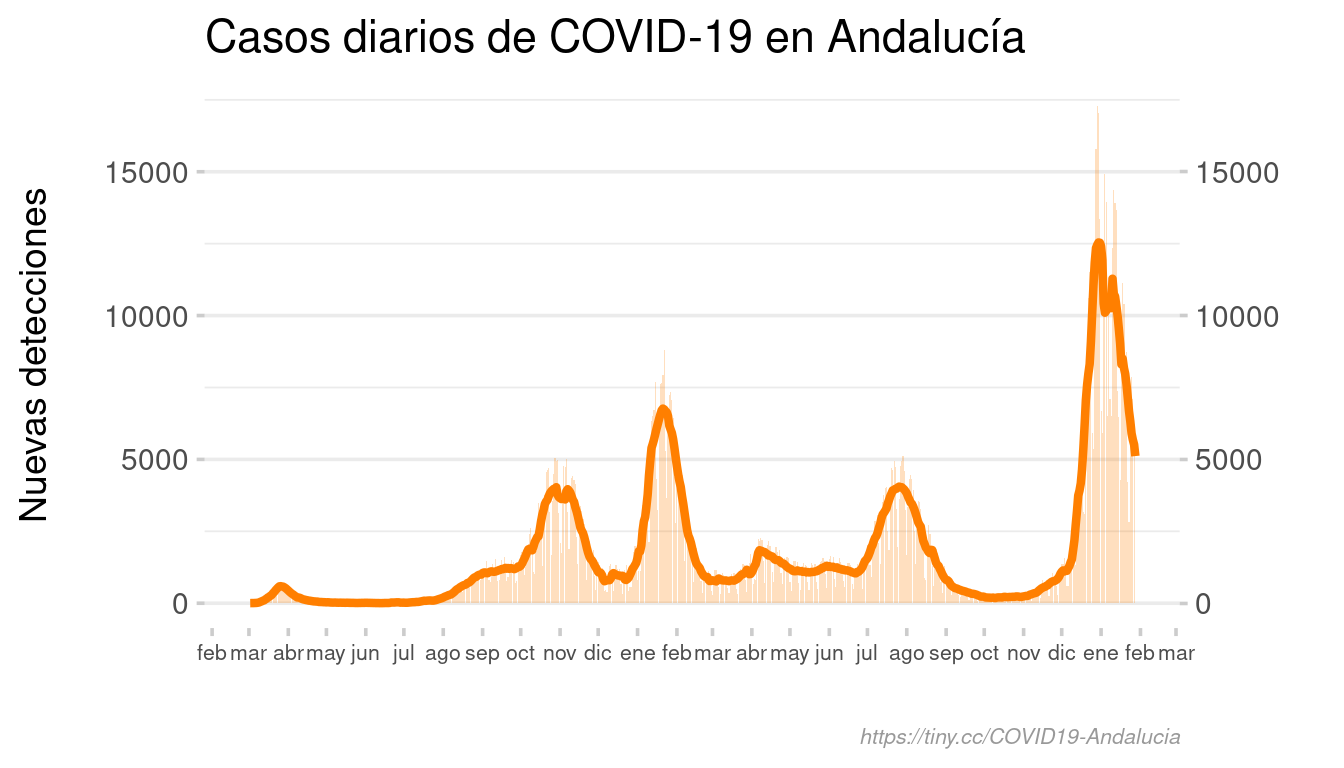 Casos diarios de COVID-19 en Andalucía
Nuevas detecciones
15000 15000
10000 10000
5000 5000
0 0
feb mar abr may jun jul ago sep oct nov dic ene feb mar abr may jun jul ago sep oct nov dic ene feb mar
https://tiny.cc/COVID19-Andalucia